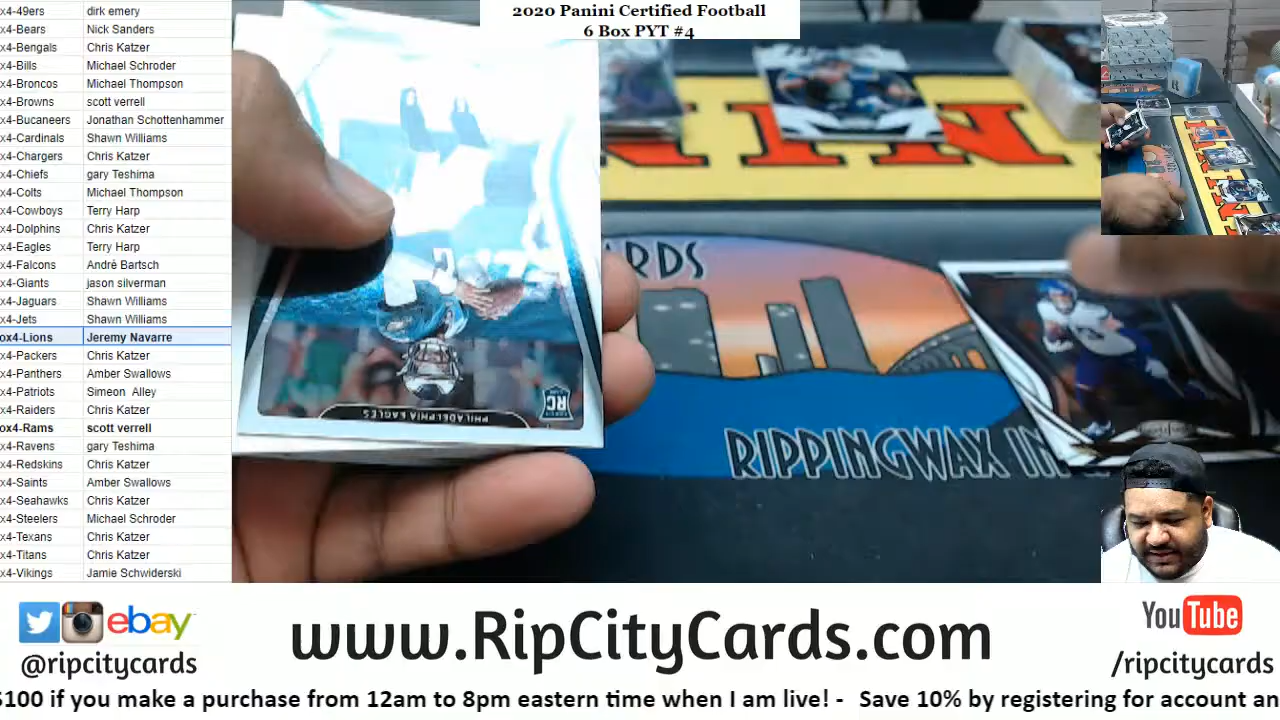 2020 Panini Certified Football
6 Box PYT #4
x4-49ers dirk emery
x4-Bears Nick Sanders
x4-Bengals Chris Katzer
x4-Bills Michael Schroder
x4-Broncos Michael Thompson
x4-Browns scott verrell
x4-Bucaneers Jonathan Schottenhammer
x4-Cardinals Shawn Williams
x4-Chargers Chris Katzer
x4-Chiefs gary Teshima
x4-Colts Michael Thompson
x4-Cowboys Terry Harp
x4-Dolphins Chris Katzer
x4-Eagles Terry Harp
x4-Falcons Andrè Bartsch
x4-Giants jason silverman
x4-Jaguars Shawn Williams
x4-Jets Shawn Williams
ox4-Lions Jeremy Navarre
x4-Packers Chris Katzer
x4-Panthers Amber Swallows
x4-Patriots Simeon Alley
x4-Raiders Chris Katzer
ox4-Rams scott verrell
x4-Ravens gary Teshima
x4-Redskins Chris Katzer
x4-Saints Amber Swallows
x4-Seahawks Chris Katzer
x4-Steelers Michael Schroder
x4-Texans Chris Katzer
x4-Titans Chris Katzer
x4-Vikings Jamie Schwiderski
PHILADELPHIA EAGLES
RC
ARDS
RIPPINGWAX IN
ebay
@ripcitycards
www.RipCityCards.com
YouTube
/ripcitycards
$100 if you make a purchase from 12am to 8pm eastern time when I am live! - Save 10% by registering for account an